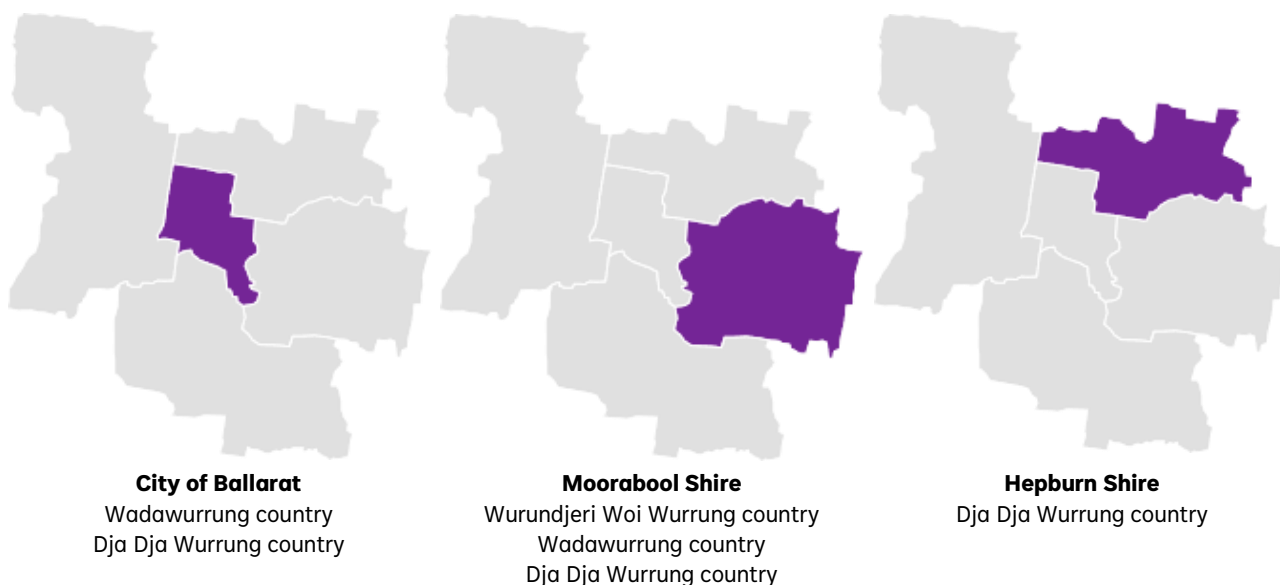 City of Ballarat
Wadawurrung country
Dja Dja Wurrung country
Moorabool Shire
Wurundjeri Woi Wurrung country
Wadawurrung country
Dja Dja Wurrung country
Hepburn Shire
Dja Dja Wurrung country